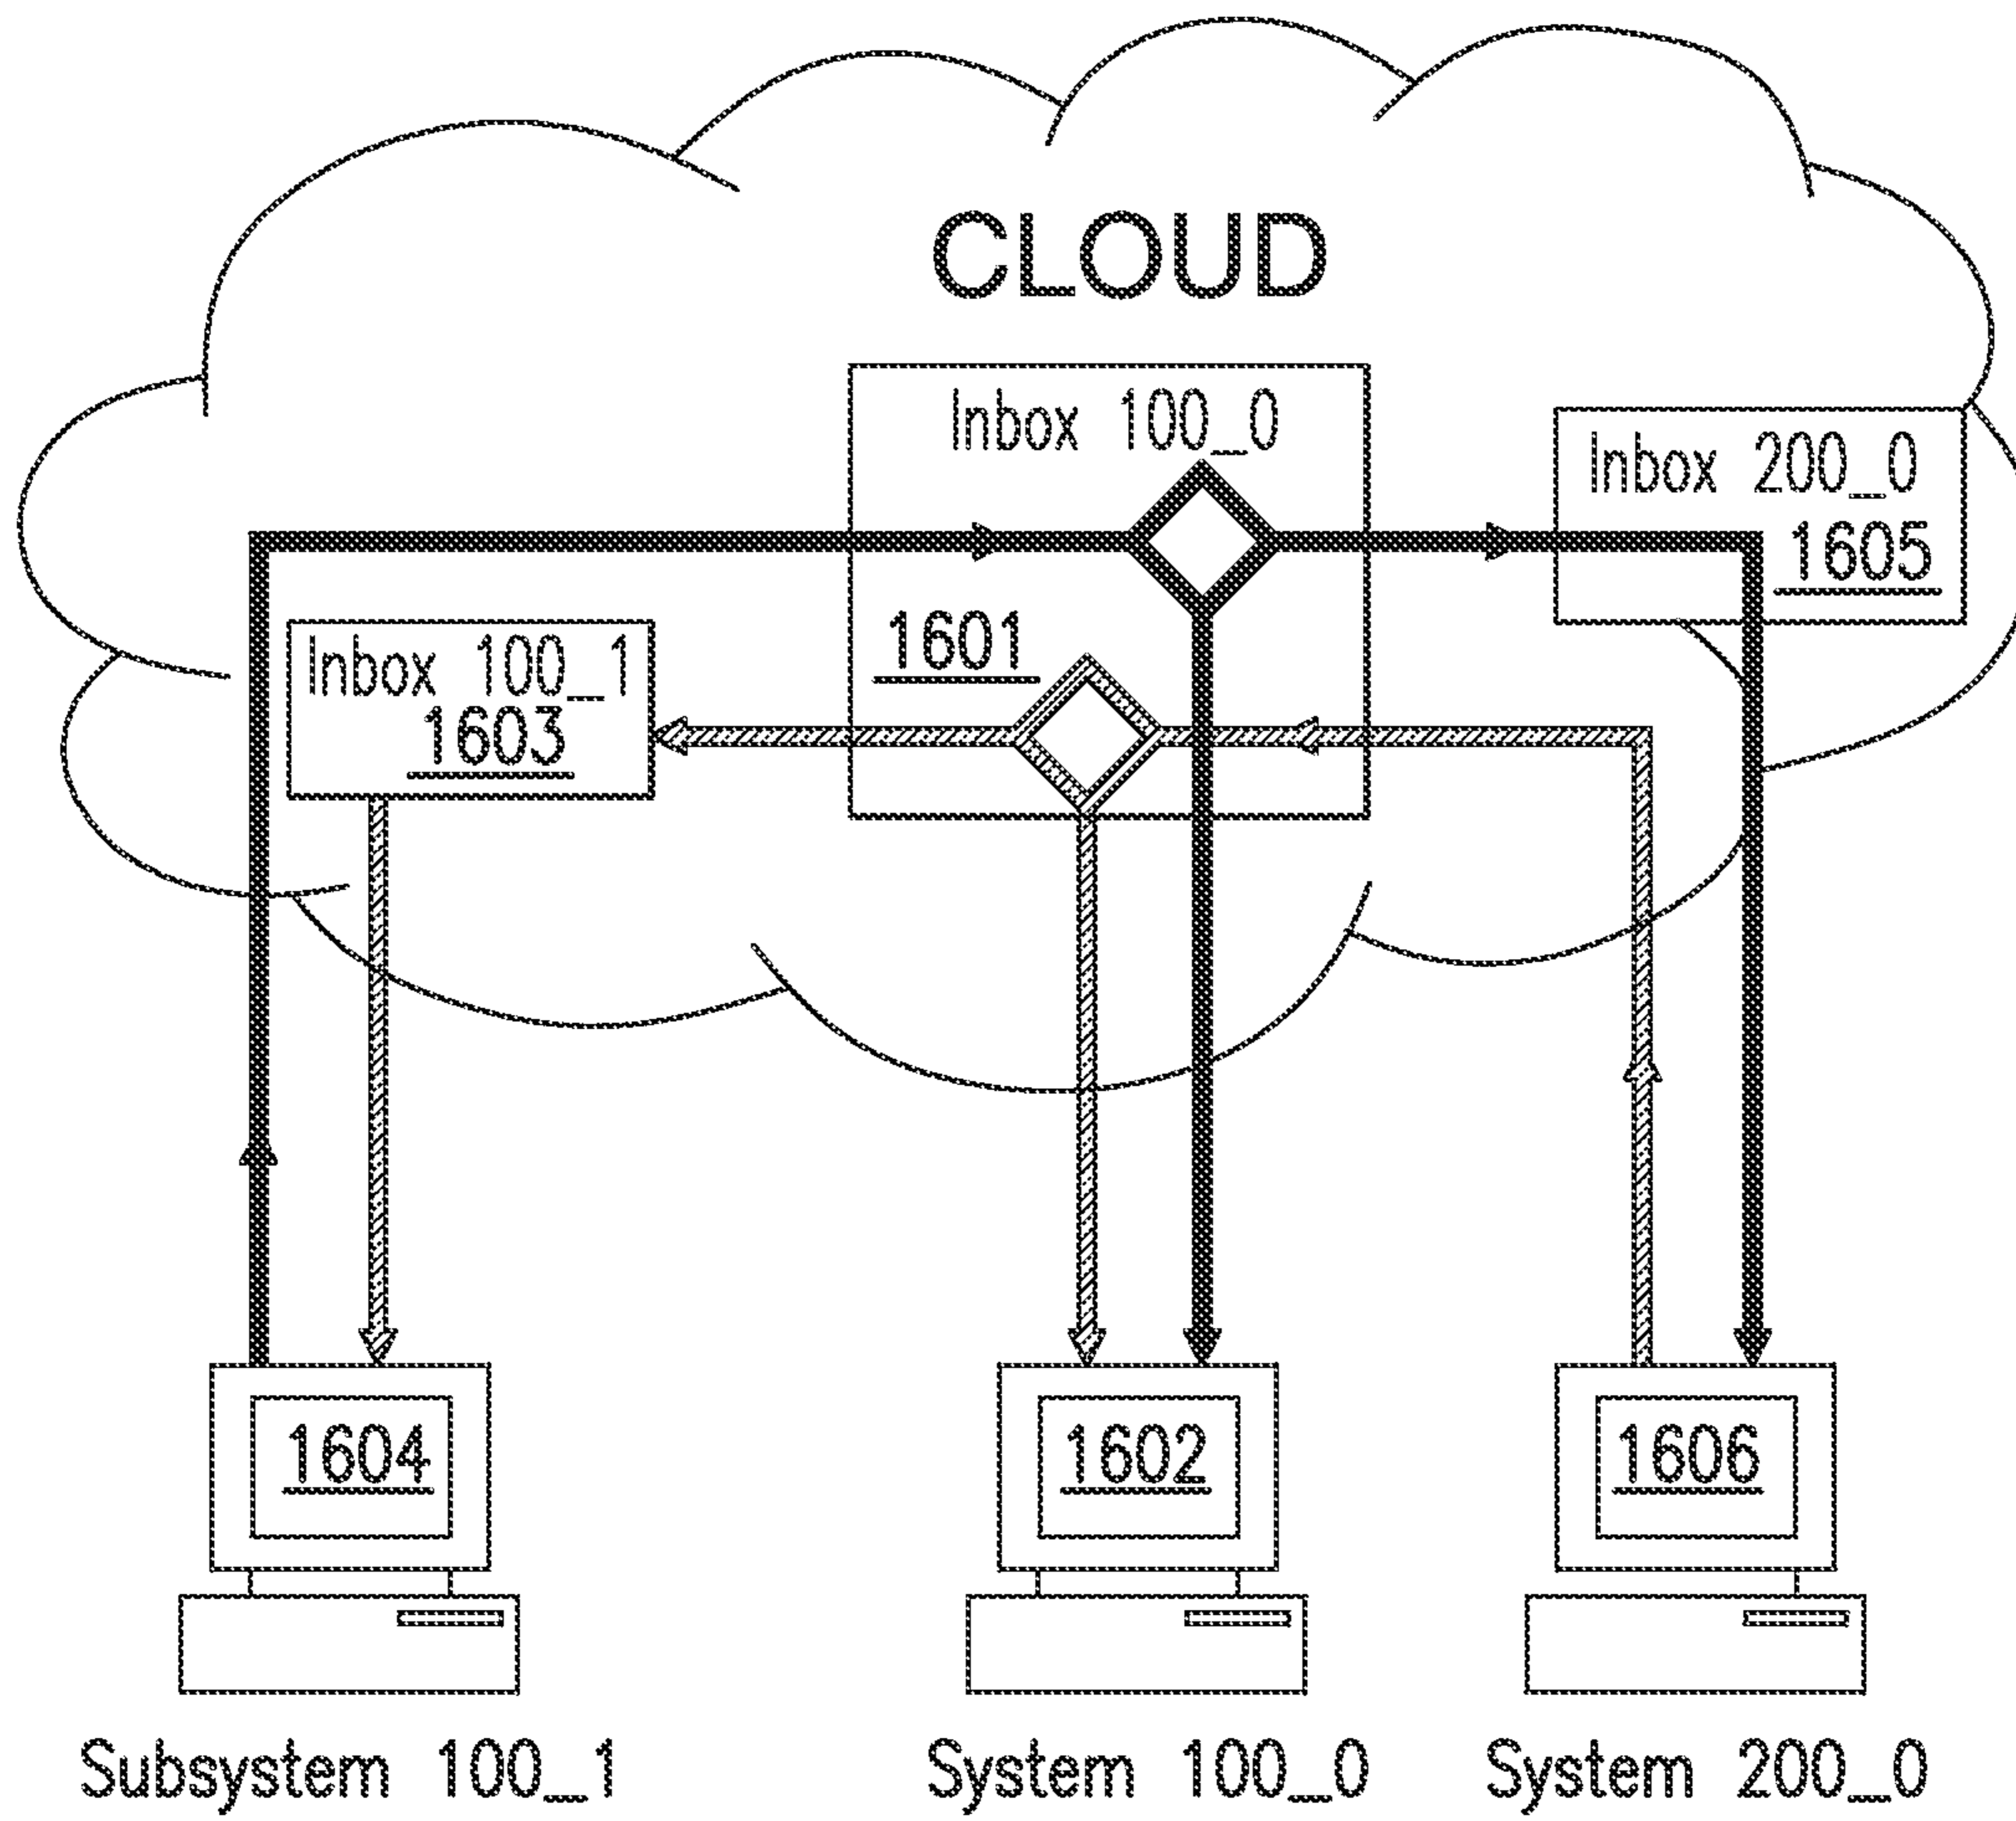 CLOUD
Inbox 100_0
Inbox 200_0
1605
1601
Inbox 100_1
1603
1604
1602
1606
Subsystem 100_1
System 100_0
System 200_0